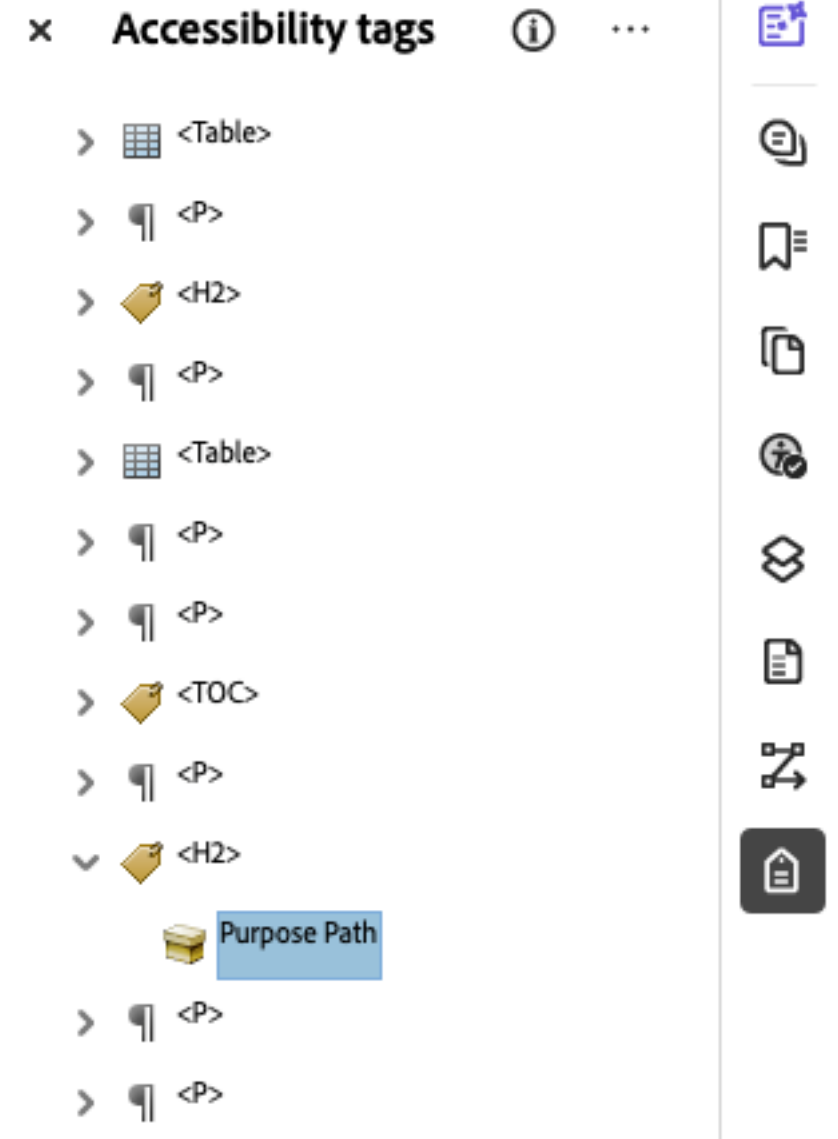 Accessibility tags
<Table>
<P>
<H2>
<P>
<Table>
<P>
<P>
<TOC>
<P>
<H2>
Purpose Path
<P>
<P>